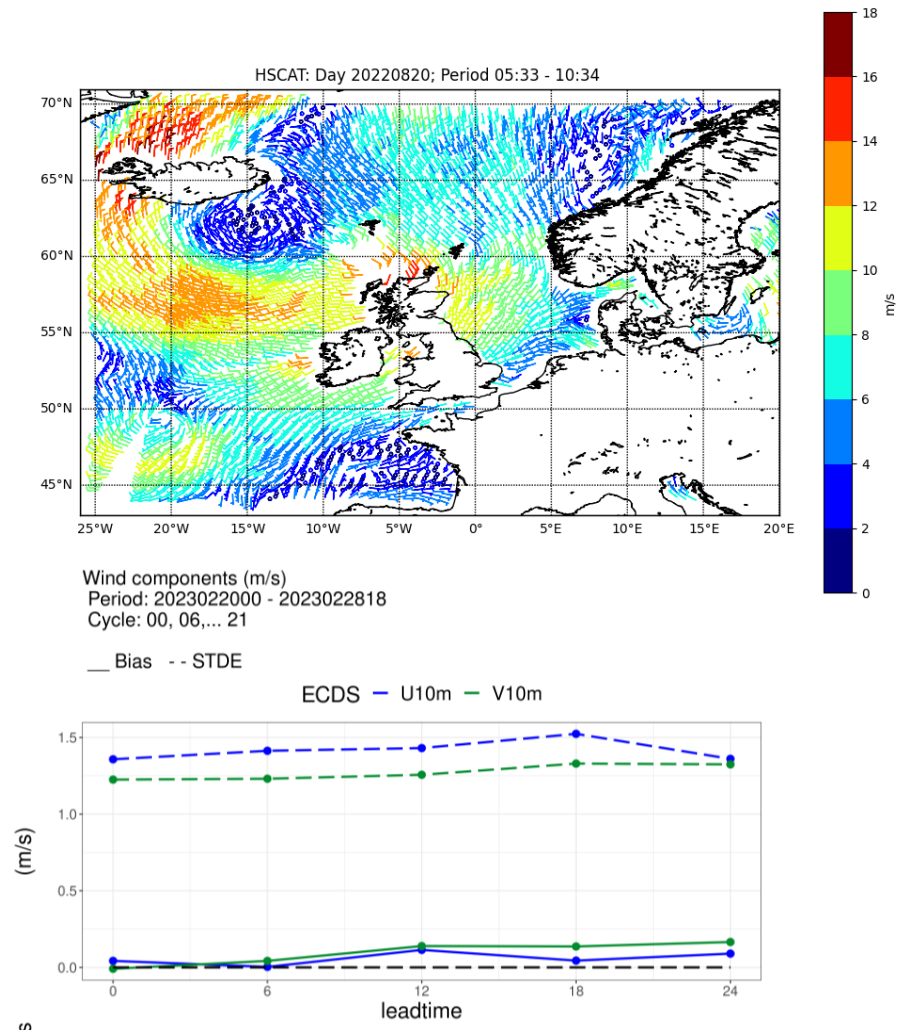 HSCAT: Day 20220820; Period 05:33 - 10:34
70°N
65°N
60°N
55°N
50°N
45°N
25°W 20°W 15°W 10°W 5°W 0° 5°E 10°E 15°E 20°E
18
16
14
12
10
8
6
4
2
0
m/s
Wind components (m/s)
Period: 2023022000 - 2023022818
Cycle: 00, 06,... 21
__ Bias - - STDE
ECDS U10m V10m
1.5
1.0
0.5
0.0
(m/s)
0 6 12 18 24
leadtime